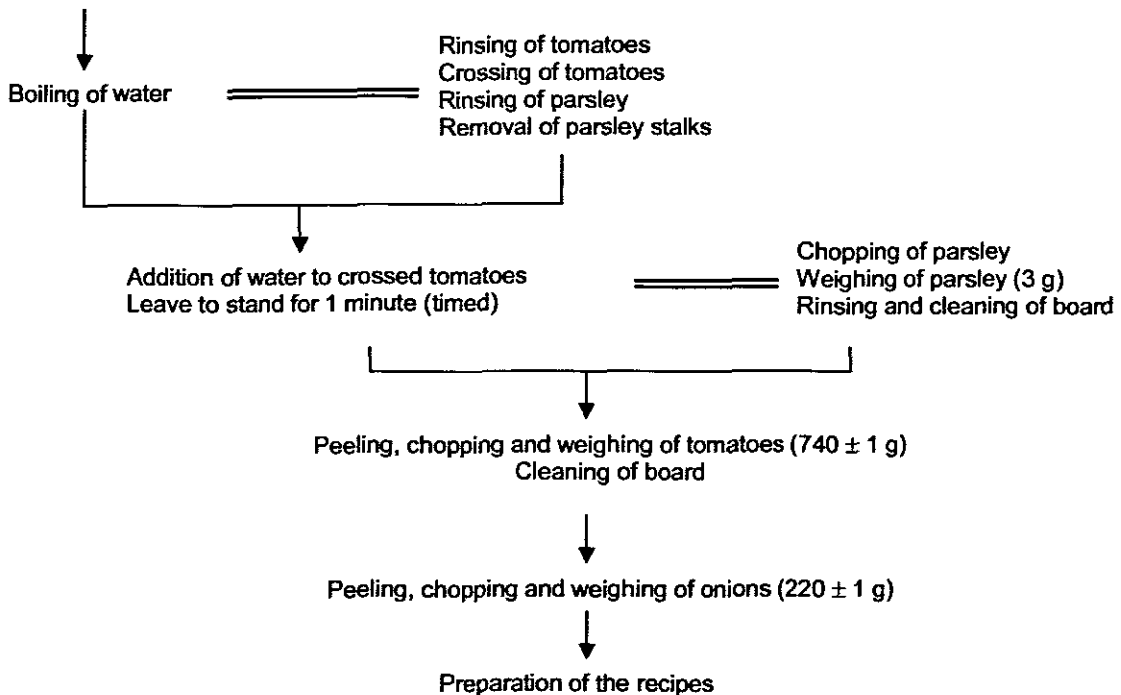 Boiling of water
Rinsing of tomatoes
Crossing of tomatoes
Rinsing of parsley
Removal of parsley stalks
Addition of water to crossed tomatoes
Leave to stand for 1 minute (timed)
Chopping of parsley
Weighing of parsley (3 g)
Rinsing and cleaning of board
Peeling, chopping and weighing of tomatoes (740 ± 1 g)
Cleaning of board
Peeling, chopping and weighing of onions (220 ± 1 g)
Preparation of the recipes